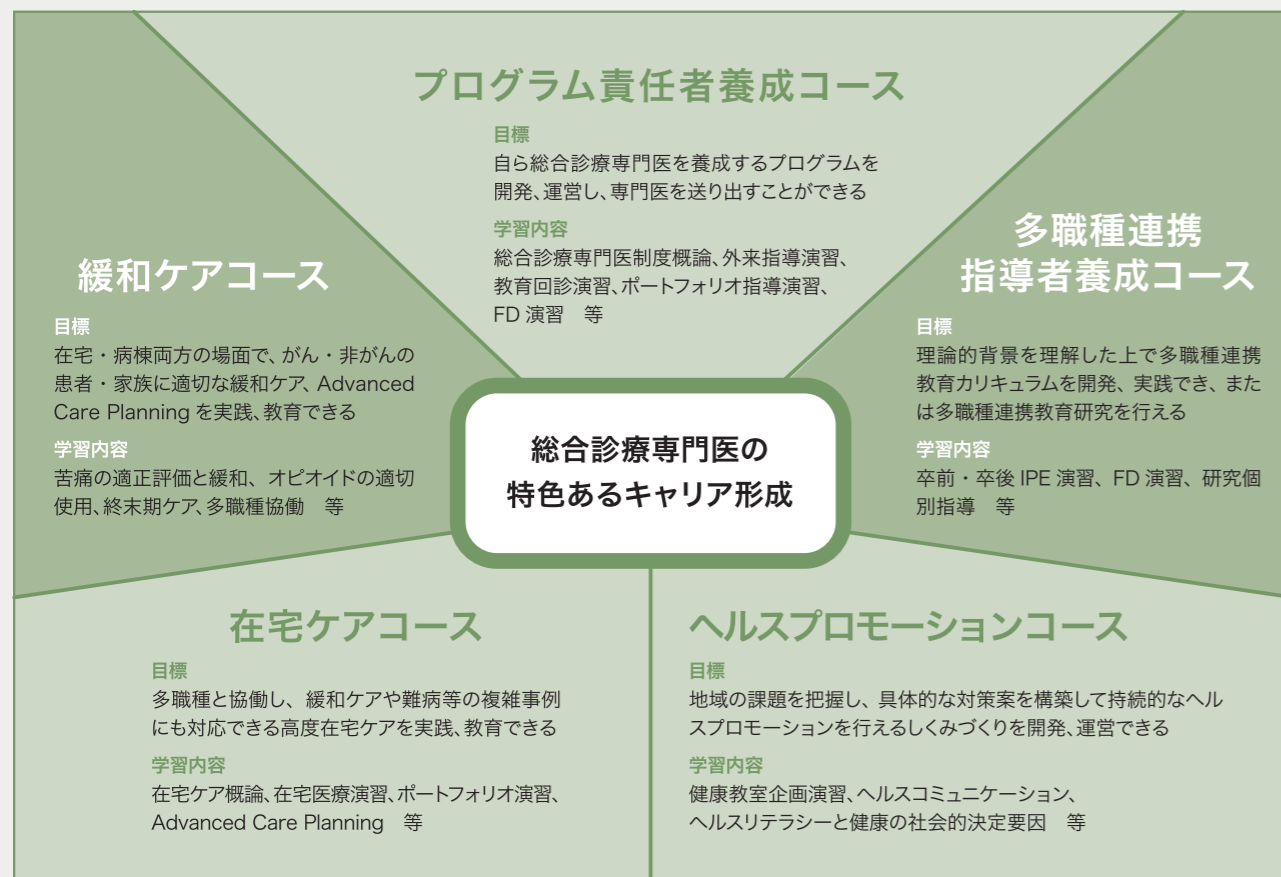 プログラム責任者養成コース
目標
自ら総合診療専門医を養成するプログラムを
開発、運営し、専門医を送り出すことができる
学習内容
総合診療専門医制度概論、外来指導演習、
教育回診演習、ポートフォリオ指導演習、
FD 演習　等
緩和ケアコース
目標
在宅・病棟両方の場面で、がん・非がんの
患者・家族に適切な緩和ケア、Advanced
Care Planning を実践、教育できる
学習内容
苦痛の適正評価と緩和、オピオイドの適切
使用、終末期ケア、多職種協働　等
多職種連携
指導者養成コース
目標
理論的背景を理解した上で多職種連携
教育カリキュラムを開発、実践でき、また
は多職種連携教育研究を行える
学習内容
卒前・卒後 IPE 演習、FD 演習、研究個
別指導　等
総合診療専門医の
特色あるキャリア形成
在宅ケアコース
目標
多職種と協働し、緩和ケアや難病等の複雑事例
にも対応できる高度在宅ケアを実践、教育できる
学習内容
在宅ケア概論、在宅医療演習、ポートフォリオ演習、
Advanced Care Planning　等
ヘルスプロモーションコース
目標
地域の課題を把握し、具体的な対策案を構築して持続的なヘル
スプロモーションを行えるしくみづくりを開発、運営できる
学習内容
健康教室企画演習、ヘルスコミュニケーション、
ヘルスリテラシーと健康の社会的決定要因　等